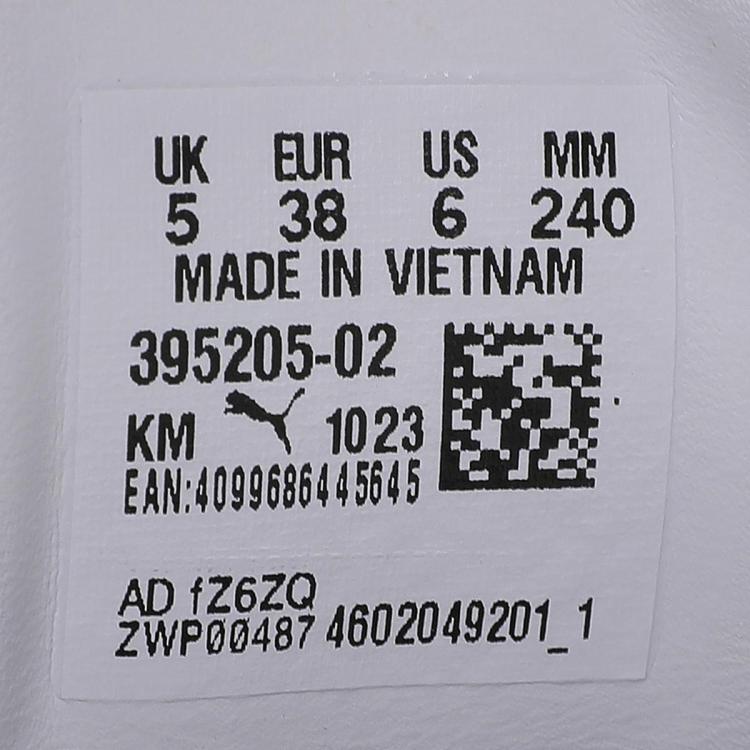 UK EUR US MM
5 38 6 240
MADE IN VIETNAM
395205-02
KM 1023
EAN:4099686445645
AD fZ6ZQ
ZWP00487 4602049201_1